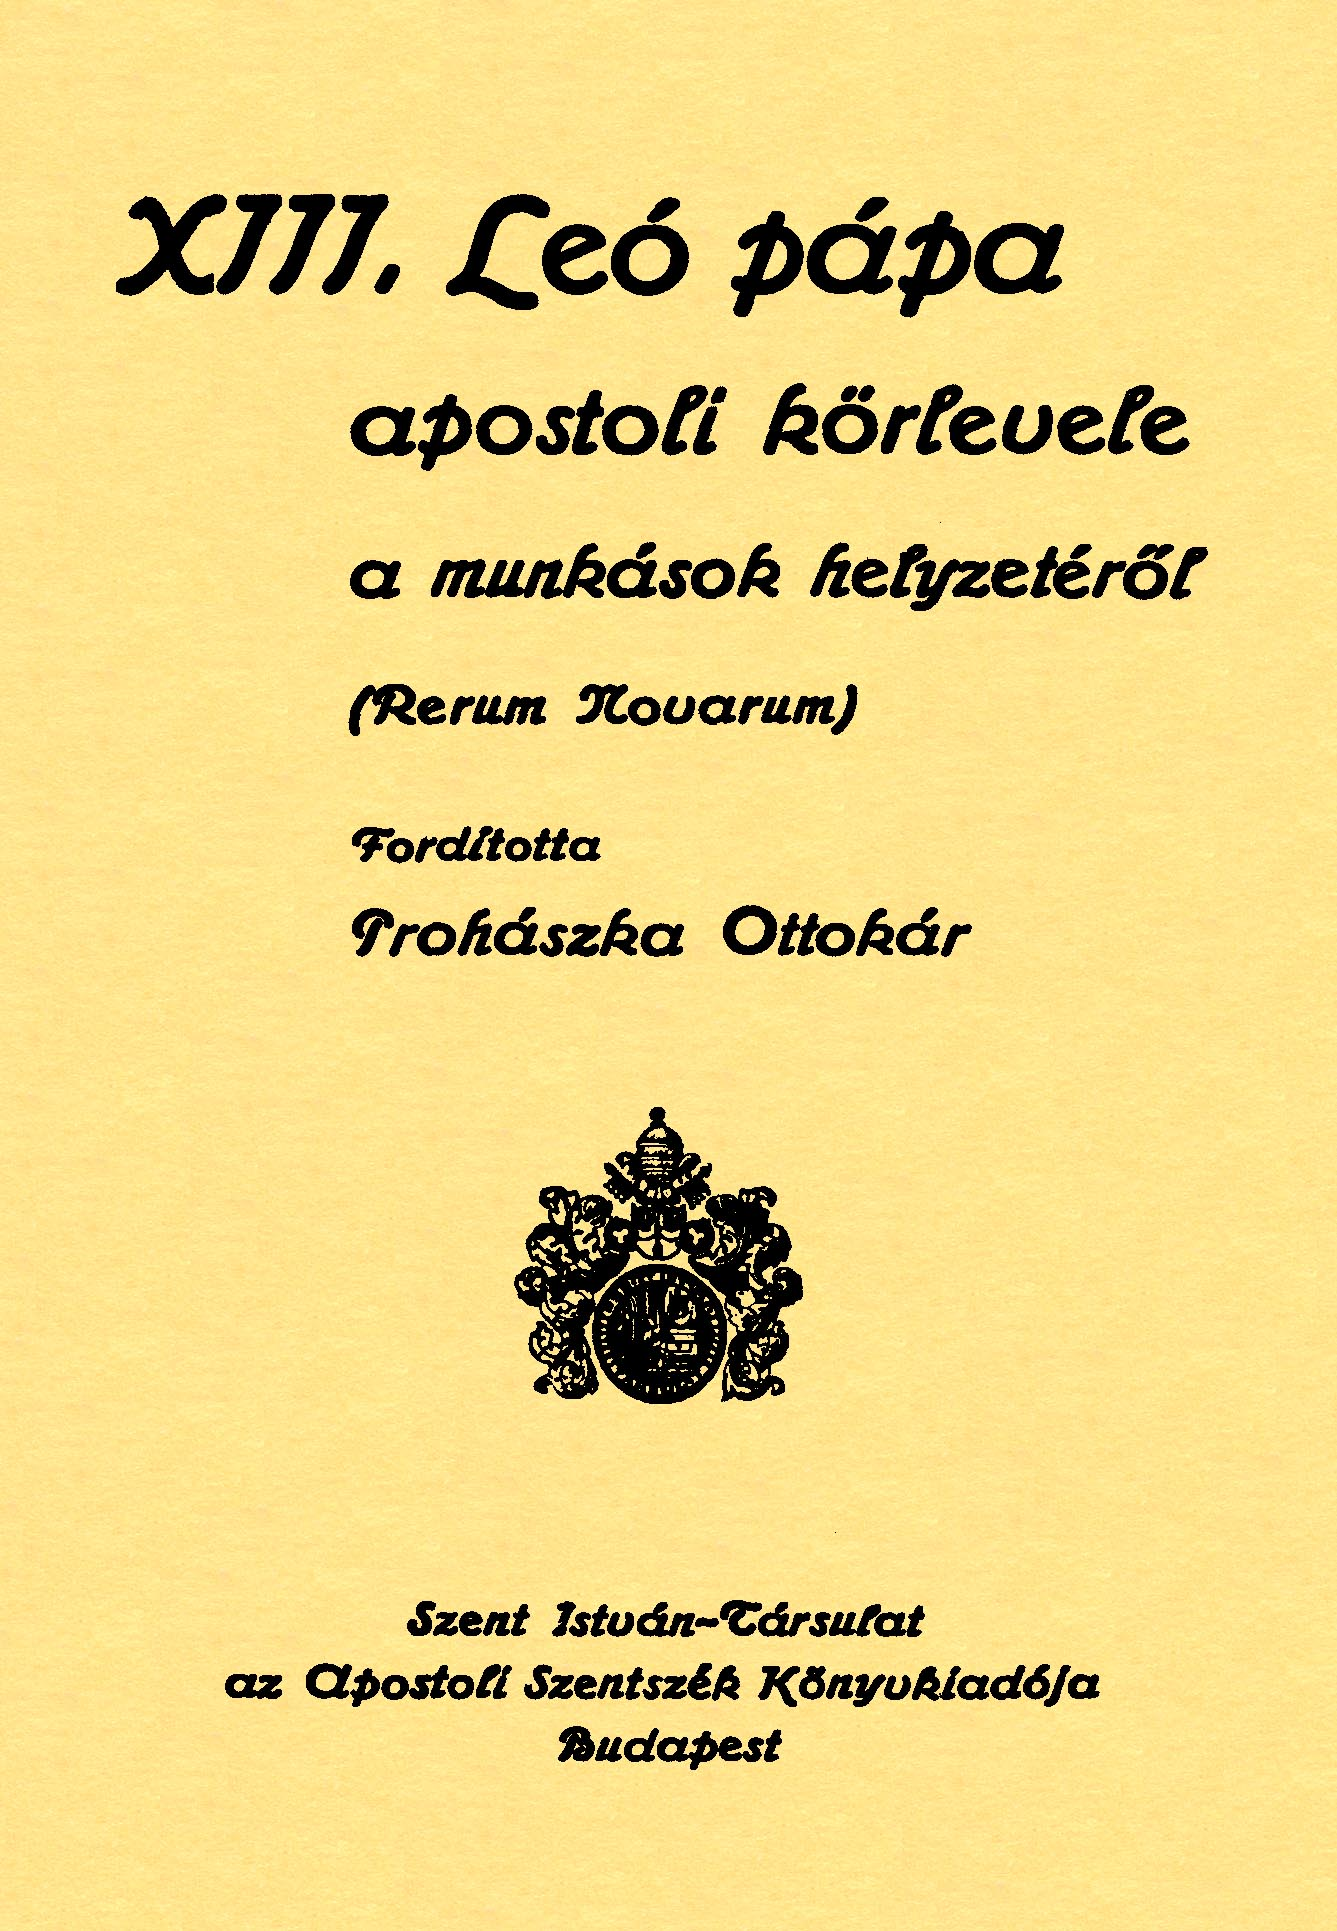 XIII. Leó pápa
apostoli körlevele
a munkások helyzetéről
(Rerum Novarum)
Fordította
Prohászka Ottokár
Szent István-Társulat
az Apostoli Szentszék Könyvkiadója
Budapest